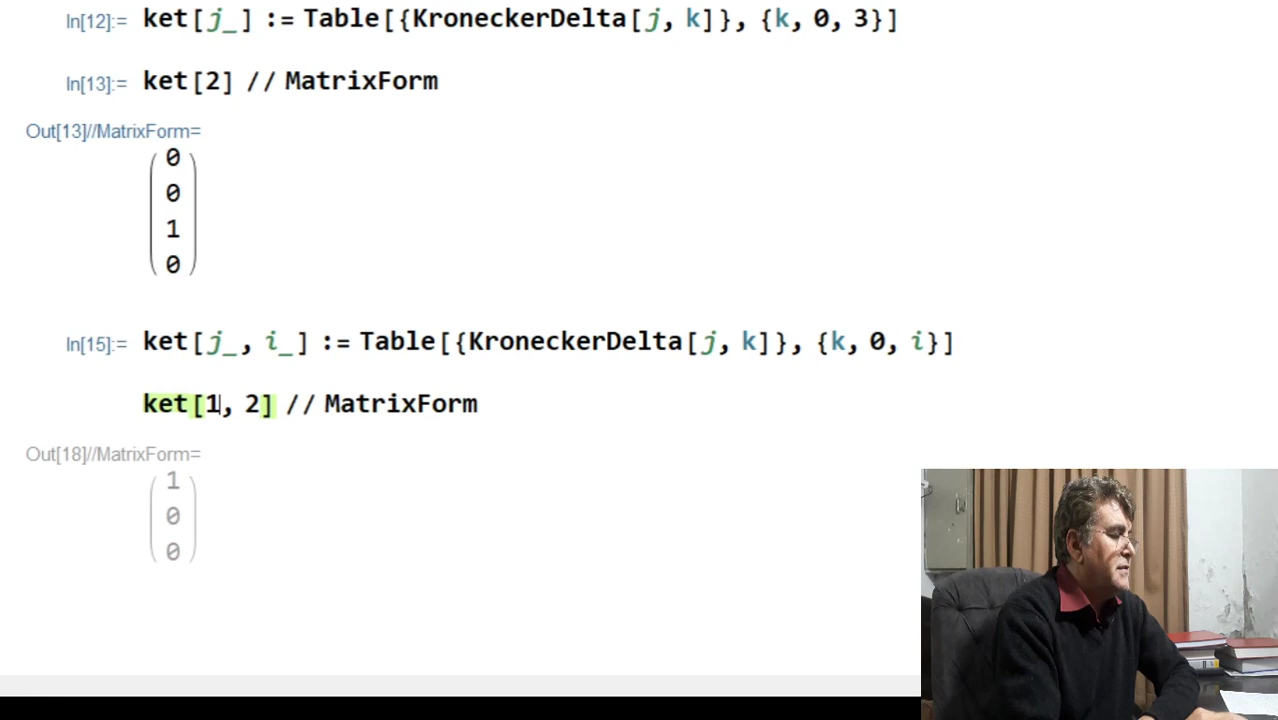 In[12]:= ket[j_] := Table[{KroneckerDelta[j, k]}, {k, 0, 3}]
In[13]:= ket[2] // MatrixForm
Out[13]//MatrixForm=
0
0
1
0
In[15]:= ket[j_, i_] := Table[{KroneckerDelta[j, k]}, {k, 0, i}]
ket[1, 2] // MatrixForm
Out[18]//MatrixForm=
1
0
0